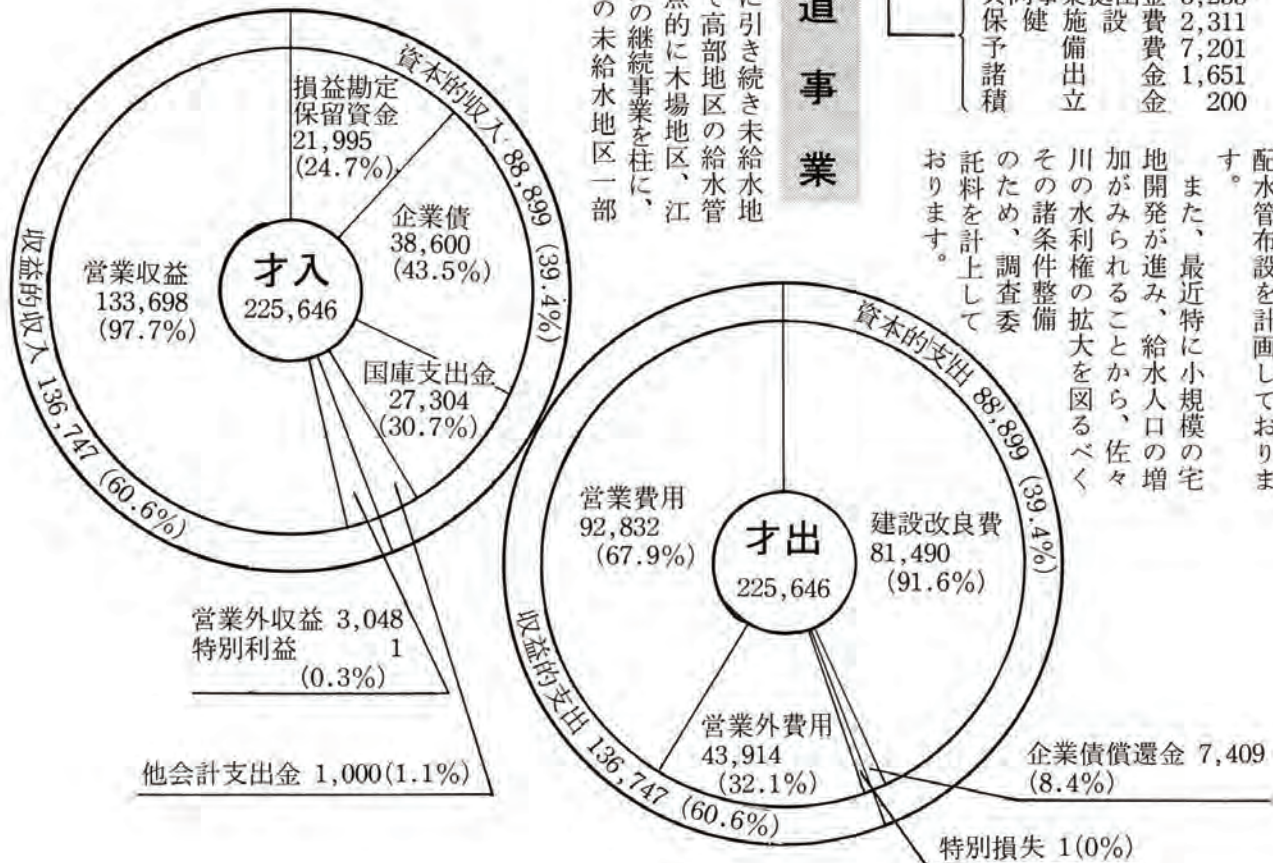 金
費 2,311
費 7,201
金 1,651
金 200
保健
施設
予備
諸出
積立
道事業
に引き続き未給水地
て高部地区の給水管
点的に木場地区、江
の継続事業を柱に、
の未給水地区一部
配水管布設を計画しておりま
す。
また、最近特に小規模の宅
地開発が進み、給水人口の増
加がみられることから、佐々
川の水利権の拡大を図るべく
その諸条件整備
のため、調査委
託料を計上して
おります。
才入
225,646
資本的収入 88,899 (39.4%)
損益勘定
保留資金
21,995
(24.7%)
企業債
38,600
(43.5%)
国庫支出金
27,304
(30.7%)
他会計支出金 1,000(1.1%)
収益的収入 136,747 (60.6%)
営業収益
133,698
(97.7%)
営業外収益 3,048
特別利益 1
(0.3%)
才出
225,646
資本的支出 88,899 (39.4%)
建設改良費
81,490
(91.6%)
企業債償還金 7,409
(8.4%)
収益的支出 136,747 (60.6%)
営業費用
92,832
(67.9%)
営業外費用
43,914
(32.1%)
特別損失 1(0%)